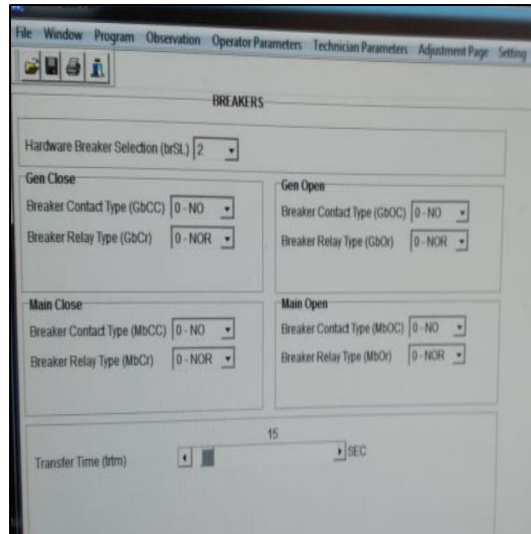 File Window Program Observation Operator Parameters Technician Parameters Adjustment Page Setting
BREAKERS
Hardware Breaker Selection (brSL) 2
Gen Close
Breaker Contact Type (GbCC) 0 - NO
Breaker Relay Type (GbCr) 0 - NOR
Gen Open
Breaker Contact Type (GbOC) 0 - NO
Breaker Relay Type (GbOr) 0 - NOR
Main Close
Breaker Contact Type (MbCC) 0 - NO
Breaker Relay Type (MbCr) 0 - NOR
Main Open
Breaker Contact Type (MbOC) 0 - NO
Breaker Relay Type (MbOr) 0 - NOR
15
Transfer Time (trtm) SEC